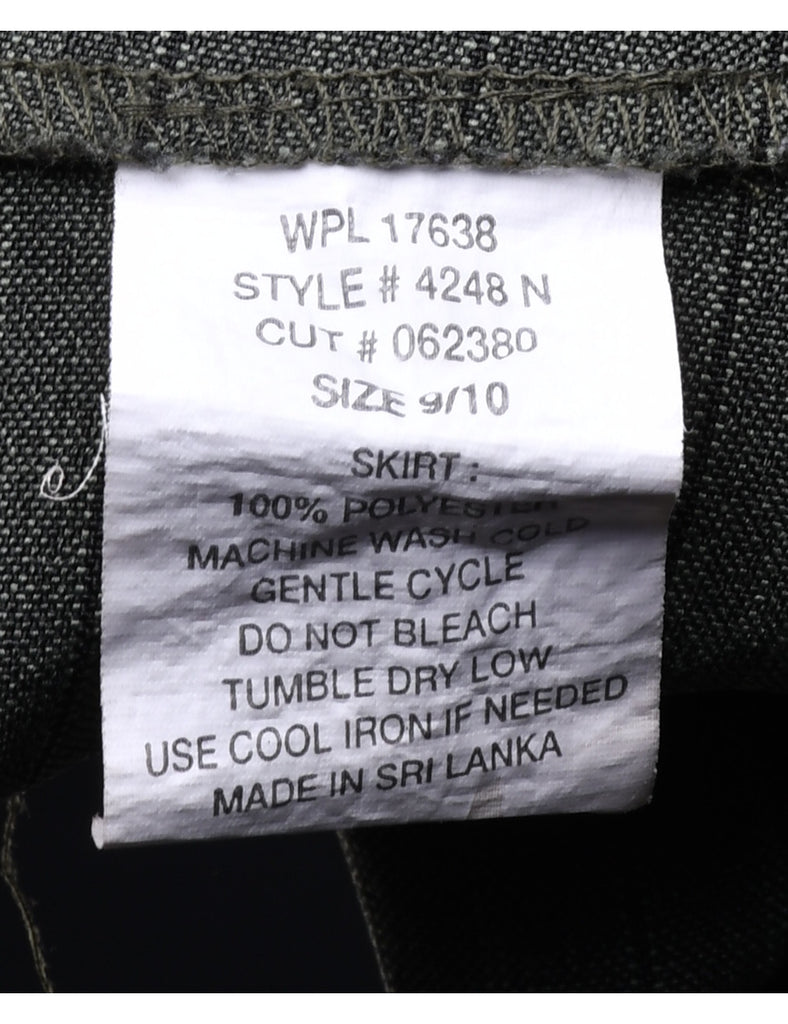 WPL 17638
STYLE # 4248 N
CUT # 062380
SIZE 9/10
SKIRT :
100% POLYESTER
MACHINE WASH COLD
GENTLE CYCLE
DO NOT BLEACH
TUMBLE DRY LOW
USE COOL IRON IF NEEDED
MADE IN SRI LANKA